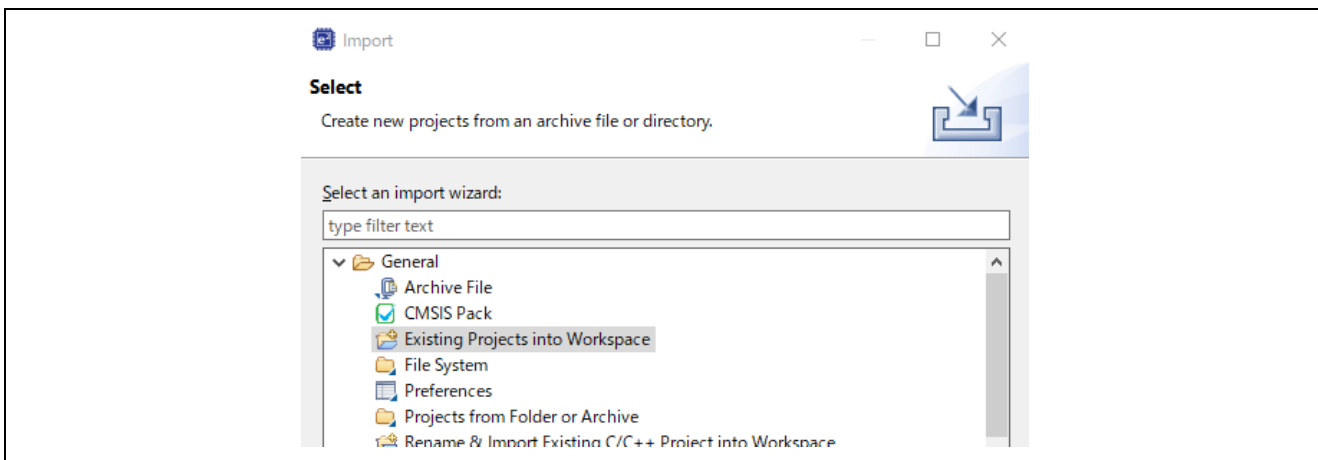 Import
Select
Create new projects from an archive file or directory.
Select an import wizard:
type filter text
General
Archive File
CMSIS Pack
Existing Projects into Workspace
File System
Preferences
Projects from Folder or Archive
Rename & Import Existing C/C++ Project into Workspace